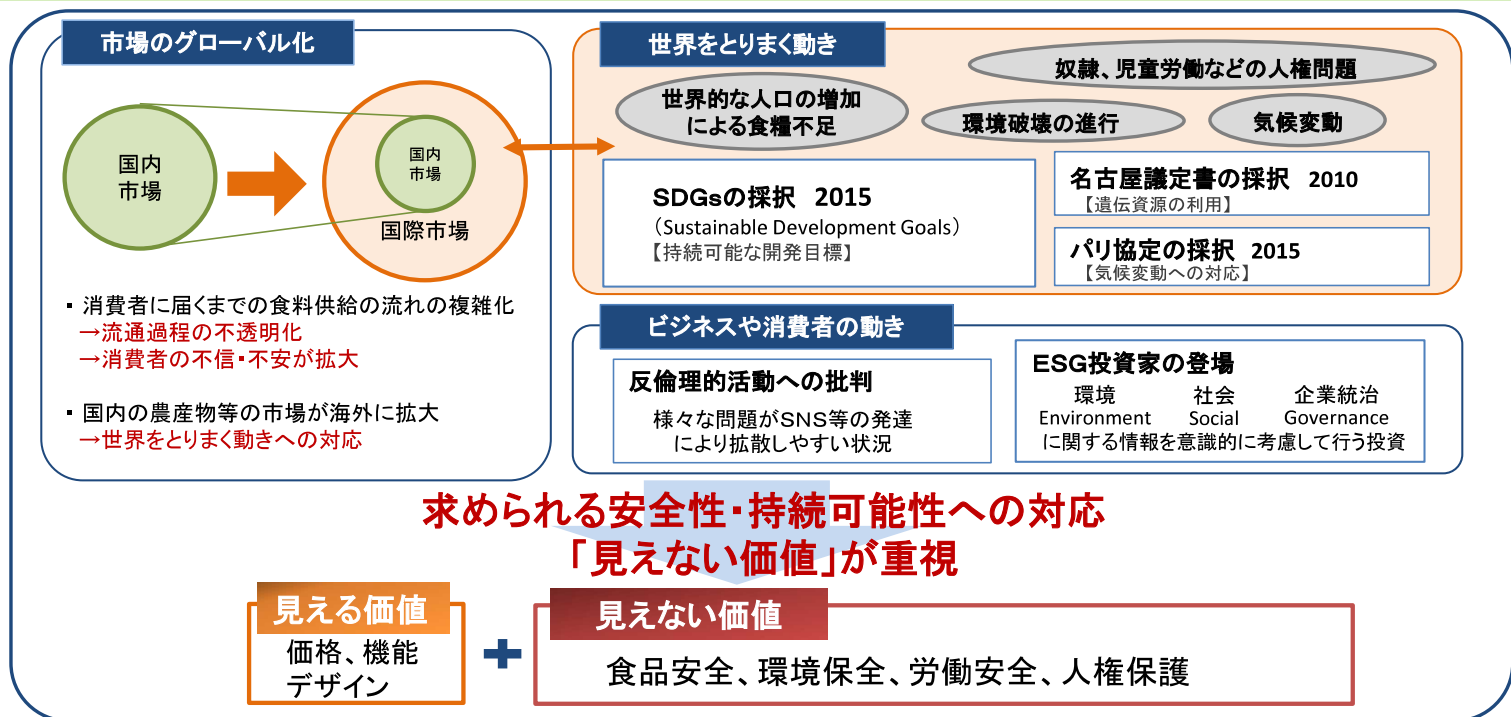 市場のグローバル化
国内
市場
国内
市場
国際市場
・消費者に届くまでの食料供給の流れの複雑化
→流通過程の不透明化
→消費者の不信・不安が拡大
・国内の農産物等の市場が海外に拡大
→世界をとりまく動きへの対応
世界をとりまく動き
奴隷、児童労働などの人権問題
世界的な人口の増加
による食糧不足
環境破壊の進行
気候変動
SDGsの採択 2015
(Sustainable Development Goals)
【持続可能な開発目標】
名古屋議定書の採択 2010
【遺伝資源の利用】
パリ協定の採択 2015
【気候変動への対応】
ビジネスや消費者の動き
反倫理的活動への批判
様々な問題がSNS等の発達
により拡散しやすい状況
ESG投資家の登場
環境 社会 企業統治
Environment Social Governance
に関する情報を意識的に考慮して行う投資
求められる安全性・持続可能性への対応
「見えない価値」が重視
見える価値
価格、機能
デザイン
見えない価値
食品安全、環境保全、労働安全、人権保護